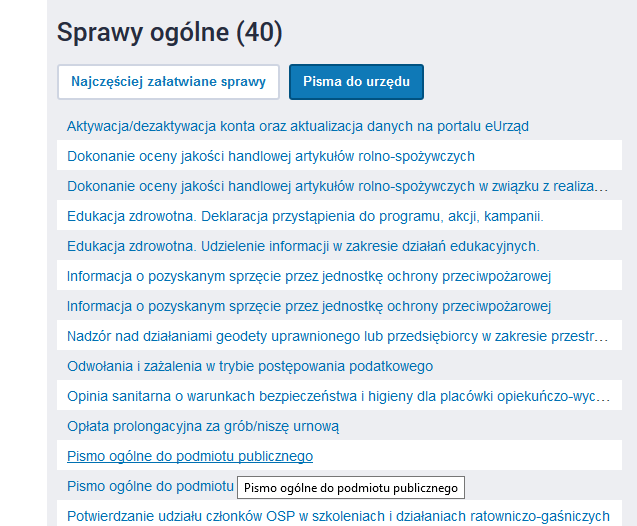 Sprawy ogólne (40)
Najczęściej załatwiane sprawy
Pisma do urzędu
Aktywacja/dezaktywacja konta oraz aktualizacja danych na portalu eUrząd
Dokonanie oceny jakości handlowej artykułów rolno-spożywczych
Dokonanie oceny jakości handlowej artykułów rolno-spożywczych w związku z realiza...
Edukacja zdrowotna. Deklaracja przystąpienia do programu, akcji, kampanii.
Edukacja zdrowotna. Udzielenie informacji w zakresie działań edukacyjnych.
Informacja o pozyskanym sprzęcie przez jednostkę ochrony przeciwpożarowej
Informacja o pozyskanym sprzęcie przez jednostkę ochrony przeciwpożarowej
Nadzór nad działaniami geodety uprawnionego lub przedsiębiorcy w zakresie przestr...
Odwołania i zażalenia w trybie postępowania podatkowego
Opinia sanitarna o warunkach bezpieczeństwa i higieny dla placówki opiekuńczo-wyc...
Opłata prolongacyjna za grób/niszę urnową
Pismo ogólne do podmiotu publicznego
Pismo ogólne do podmiotu
Pismo ogólne do podmiotu publicznego
Potwierdzanie udziału członków OSP w szkoleniach i działaniach ratowniczo-gaśniczych